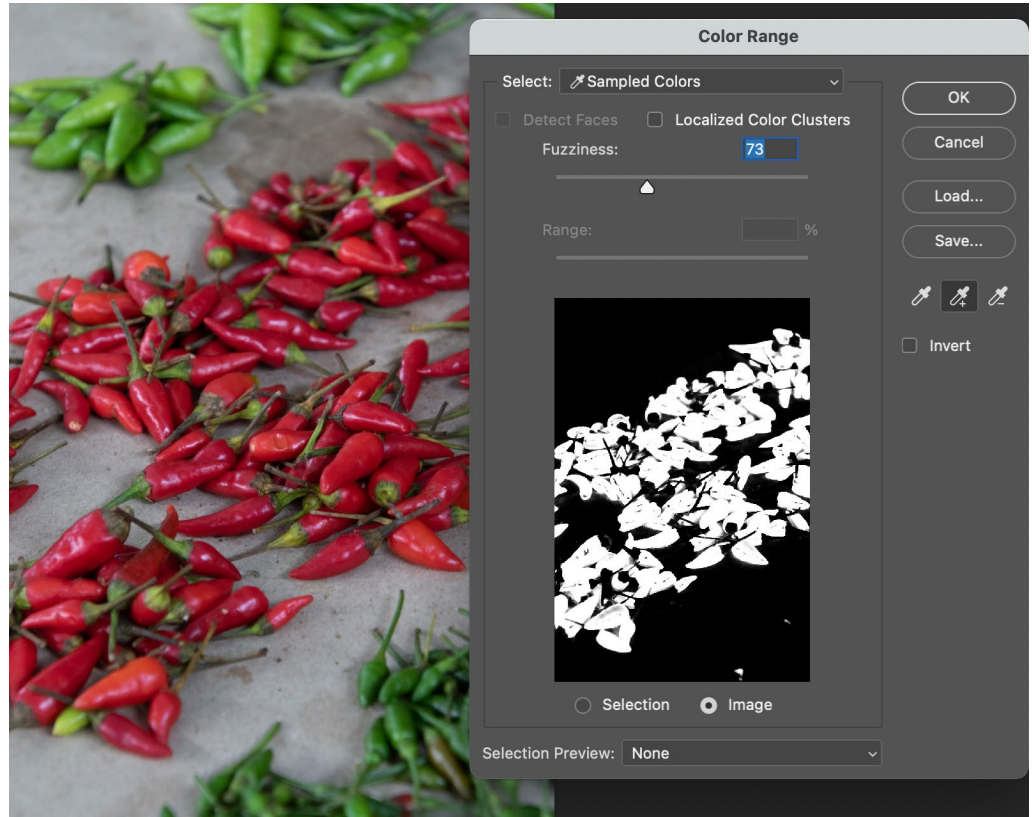 Color Range
Select: Sampled Colors
OK
Detect Faces Localized Color Clusters
Cancel
Fuzziness: 73
Load...
Range: %
Save...
Invert
Selection Image
Selection Preview: None